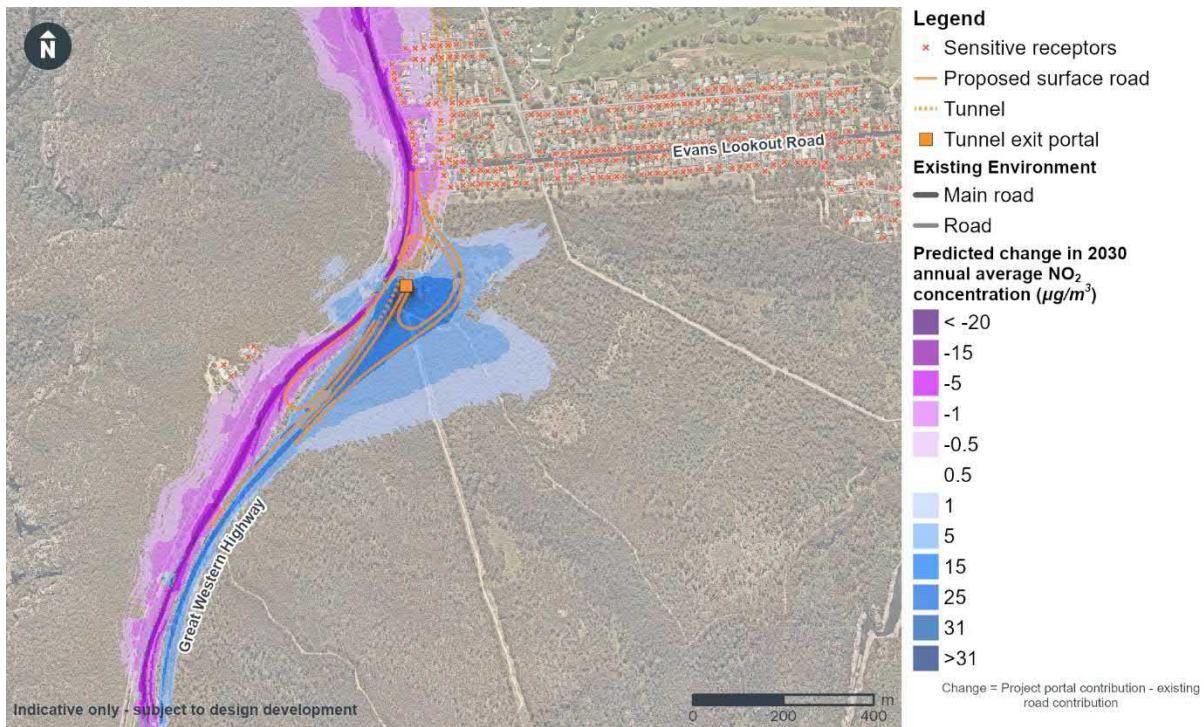 N
Evans Lookout Road
Great Western Highway
Indicative only - subject to design development
m
0 200 400
Legend
Sensitive receptors
Proposed surface road
Tunnel
Tunnel exit portal
Existing Environment
Main road
Road
Predicted change in 2030
annual average NO₂
concentration (µg/m³)
< -20
-15
-5
-1
-0.5
0.5
1
5
15
25
31
>31
Change = Project portal contribution - existing
road contribution